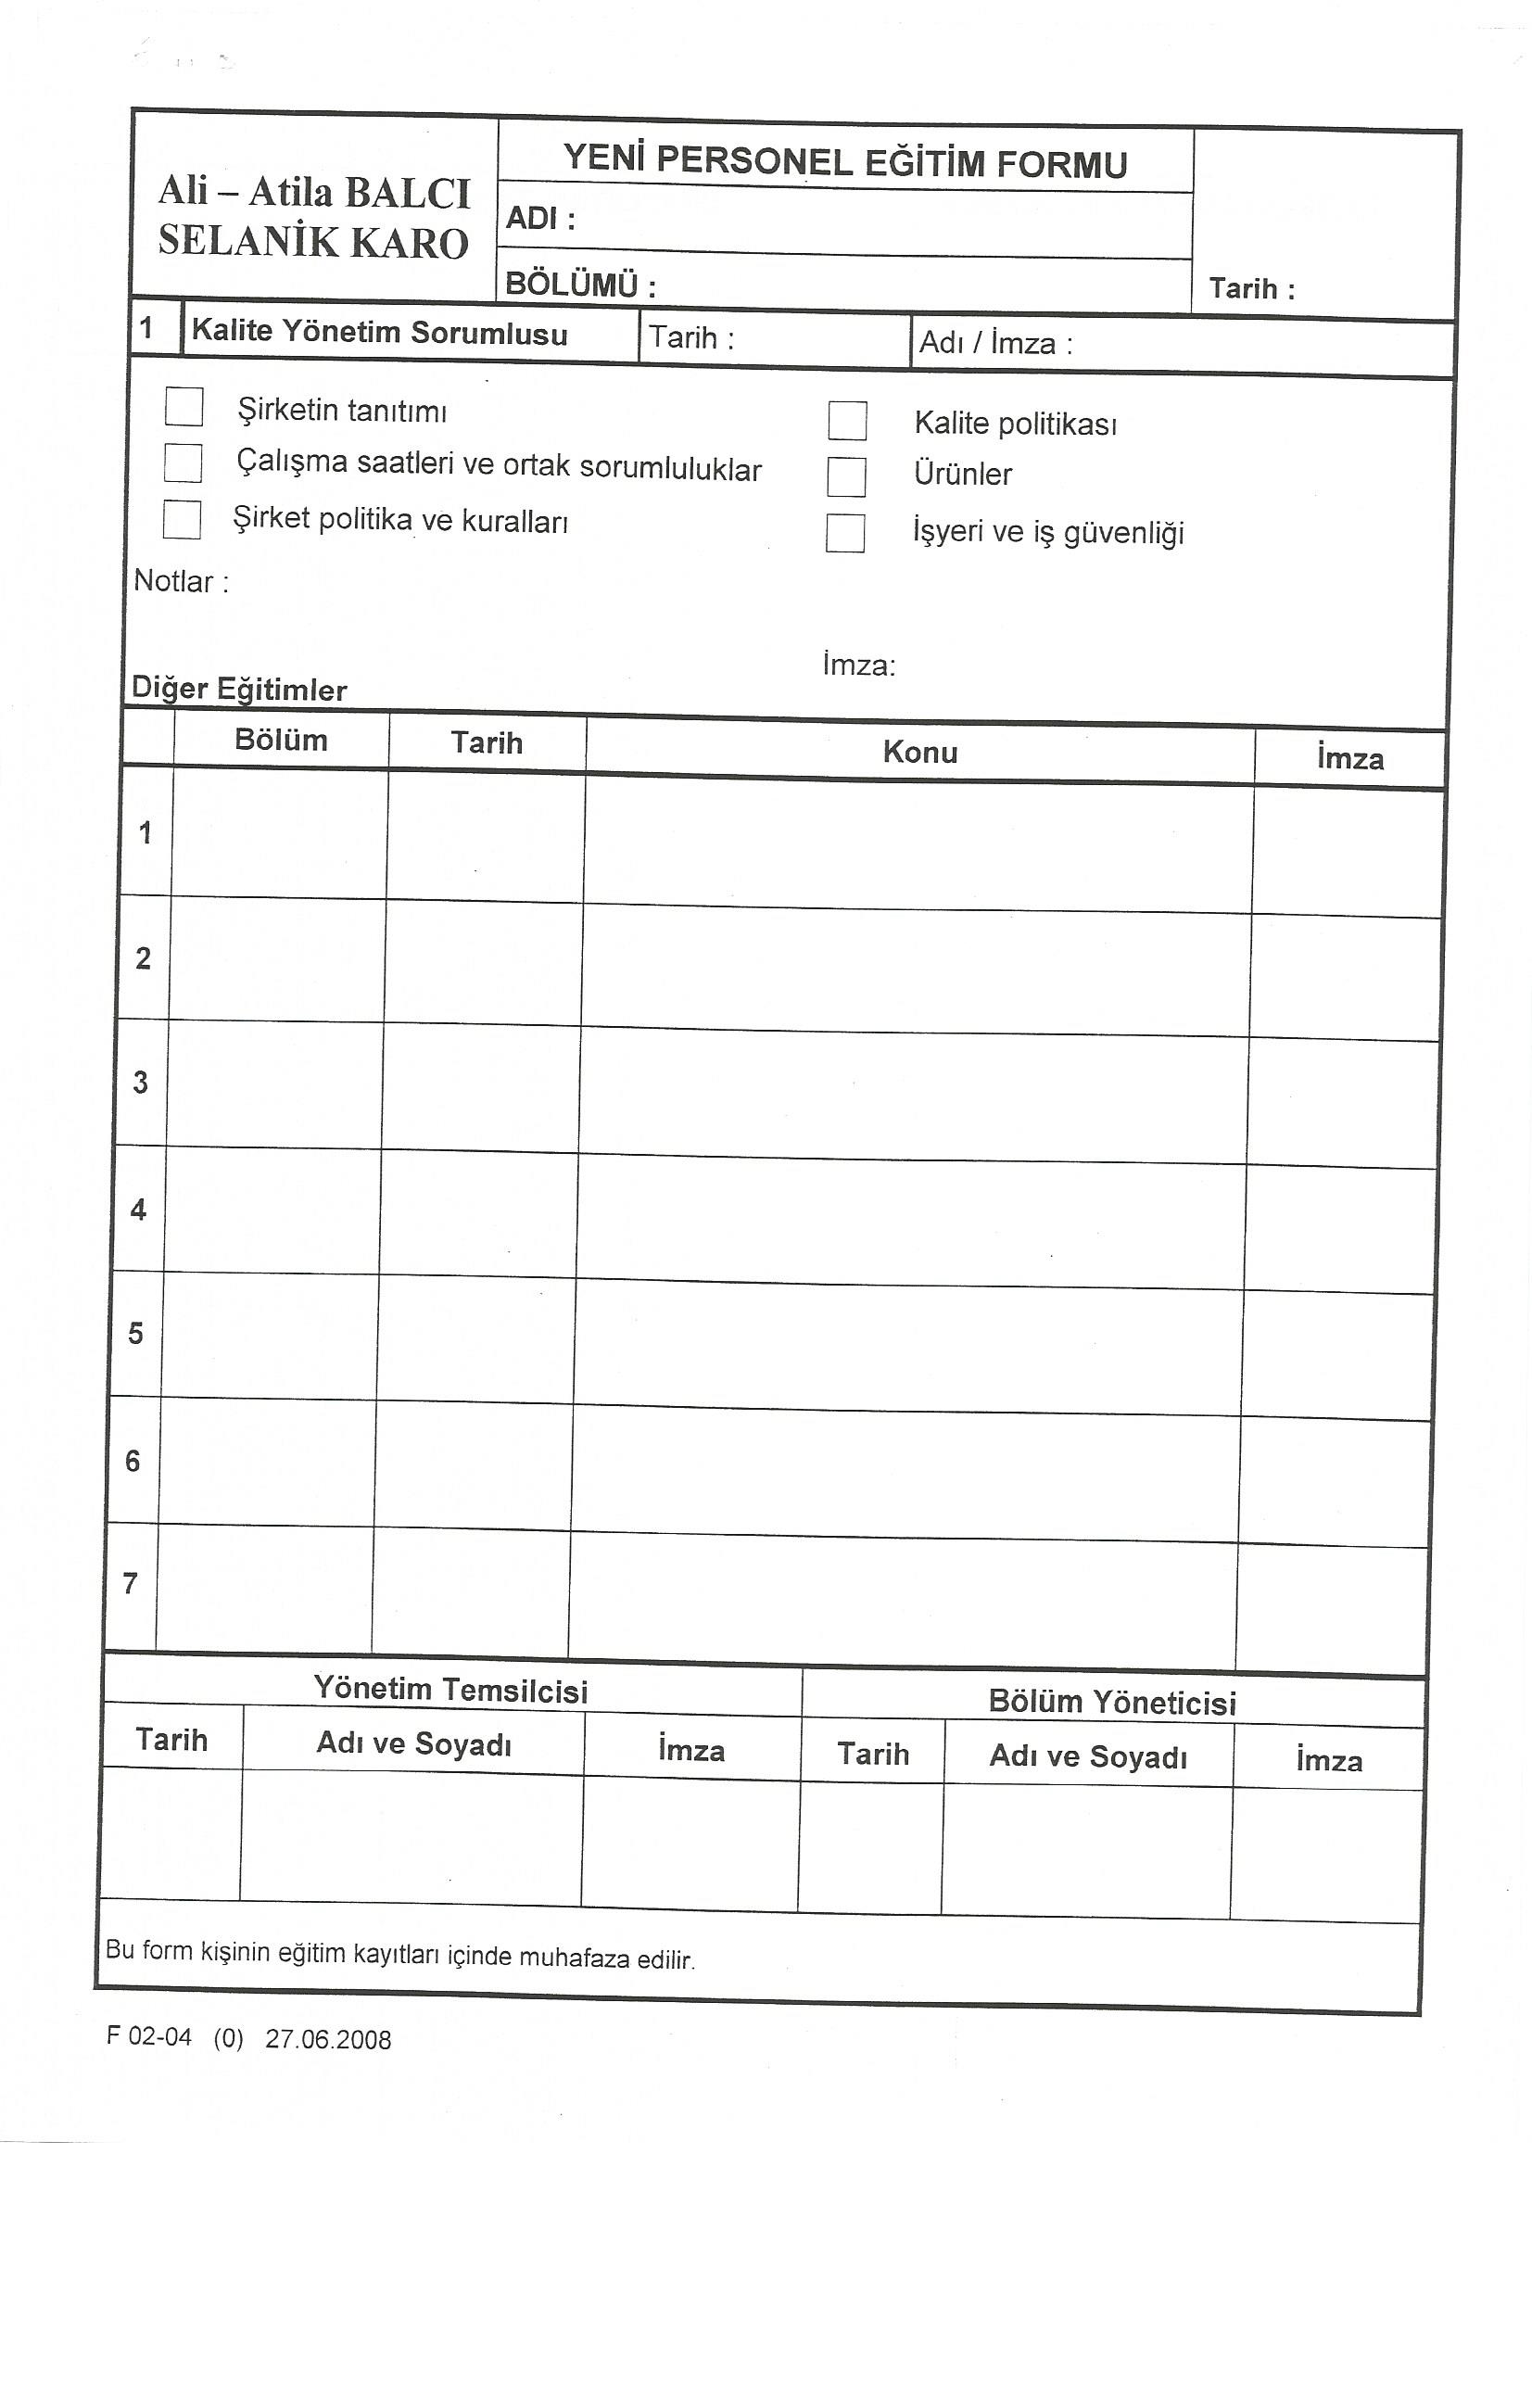 Ali – Atila BALCI
SELANİK KARO
YENİ PERSONEL EĞİTİM FORMU
ADI :
BÖLÜMÜ :
Tarih :
1 Kalite Yönetim Sorumlusu Tarih : Adı / İmza :
Şirketin tanıtımı Kalite politikası
Çalışma saatleri ve ortak sorumluluklar Ürünler
Şirket politika ve kuralları İşyeri ve iş güvenliği
Notlar :
İmza:
Diğer Eğitimler
Bölüm Tarih Konu İmza
1
2
3
4
5
6
7
Yönetim Temsilcisi Bölüm Yöneticisi
Tarih Adı ve Soyadı İmza Tarih Adı ve Soyadı İmza
Bu form kişinin eğitim kayıtları içinde muhafaza edilir.
F 02-04 (0) 27.06.2008